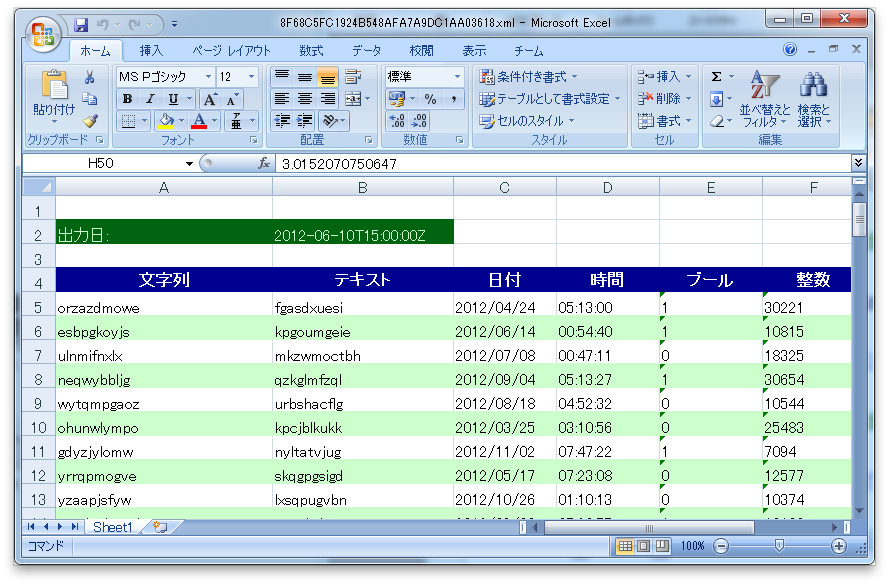 8F68C5FC1924B548AFA7A9DC1AA03618.xml - Microsoft Excel
ホーム 挿入 ページ レイアウト 数式 データ 校閲 表示 チーム
貼り付け MS Pゴシック 12 標準 条件付き書式 挿入 Σ
B I U A A % , テーブルとして書式設定 削除 並べ替えと フィルタ 検索と 選択
A 亜 セルのスタイル 書式
クリップボード フォント 配置 数値 スタイル セル 編集
H50 fx 3.0152070750647
A B C D E F
1
2 出力日: 2012-06-10T15:00:00Z
3
4 文字列 テキスト 日付 時間 ブール 整数
5 orzazdmowe fgasdxuesi 2012/04/24 05:13:00 1 30221
6 esbpgkoyjs kpgoumgeie 2012/06/14 00:54:40 1 10815
7 ulnmifnxlx mkzwmoctbh 2012/07/08 00:47:11 0 18325
8 neqwybbljg qzkglmfzql 2012/09/04 05:13:27 1 30654
9 wytqmpgaoz urbshacflg 2012/08/18 04:52:32 0 10544
10 ohunwlympo kpcjblkukk 2012/03/25 03:10:56 0 25483
11 gdyzjylomw nyltatvjug 2012/11/02 07:47:22 1 7094
12 yrrqpmogve skqgpgsigd 2012/05/17 07:23:08 0 12577
13 yzaapjsfyw lxsqpugvbn 2012/10/26 01:10:13 0 10374
Sheet1
コマンド 100%